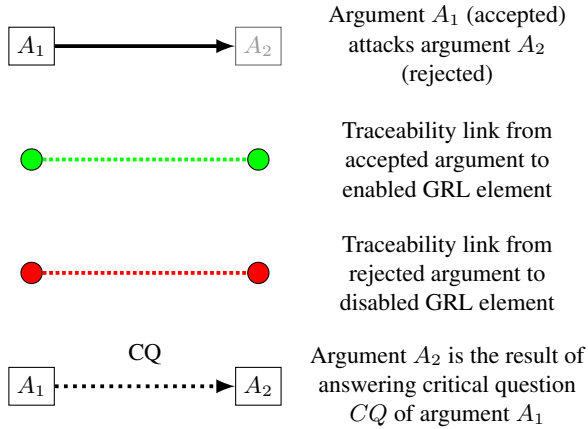 A1 A2 Argument A1 (accepted)
attacks argument A2
(rejected)
Traceability link from
accepted argument to
enabled GRL element
Traceability link from
rejected argument to
disabled GRL element
CQ
A1 A2 Argument A2 is the result of
answering critical question
CQ of argument A1